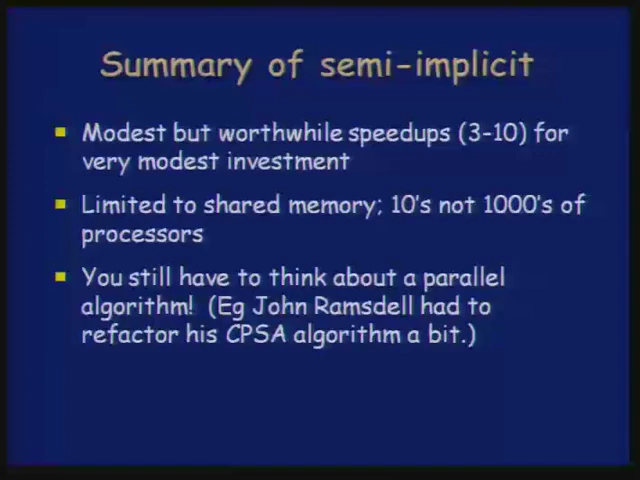 Summary of semi-implicit
Modest but worthwhile speedups (3-10) for
very modest investment
Limited to shared memory; 10's not 1000's of
processors
You still have to think about a parallel
algorithm! (Eg John Ramsdell had to
refactor his CPSA algorithm a bit.)